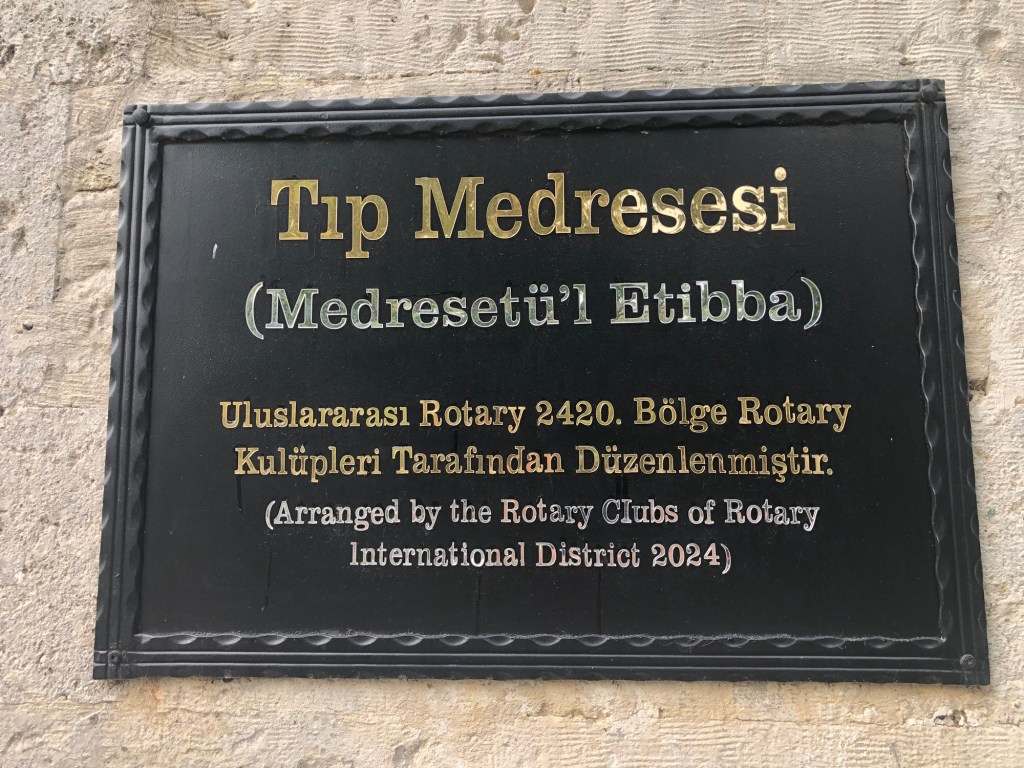 Tıp Medresesi
(Medresetü'l Etibba)
Uluslararası Rotary 2420. Bölge Rotary
Kulüpleri Tarafından Düzenlenmiştir.
(Arranged by the Rotary Clubs of Rotary
International District 2024)